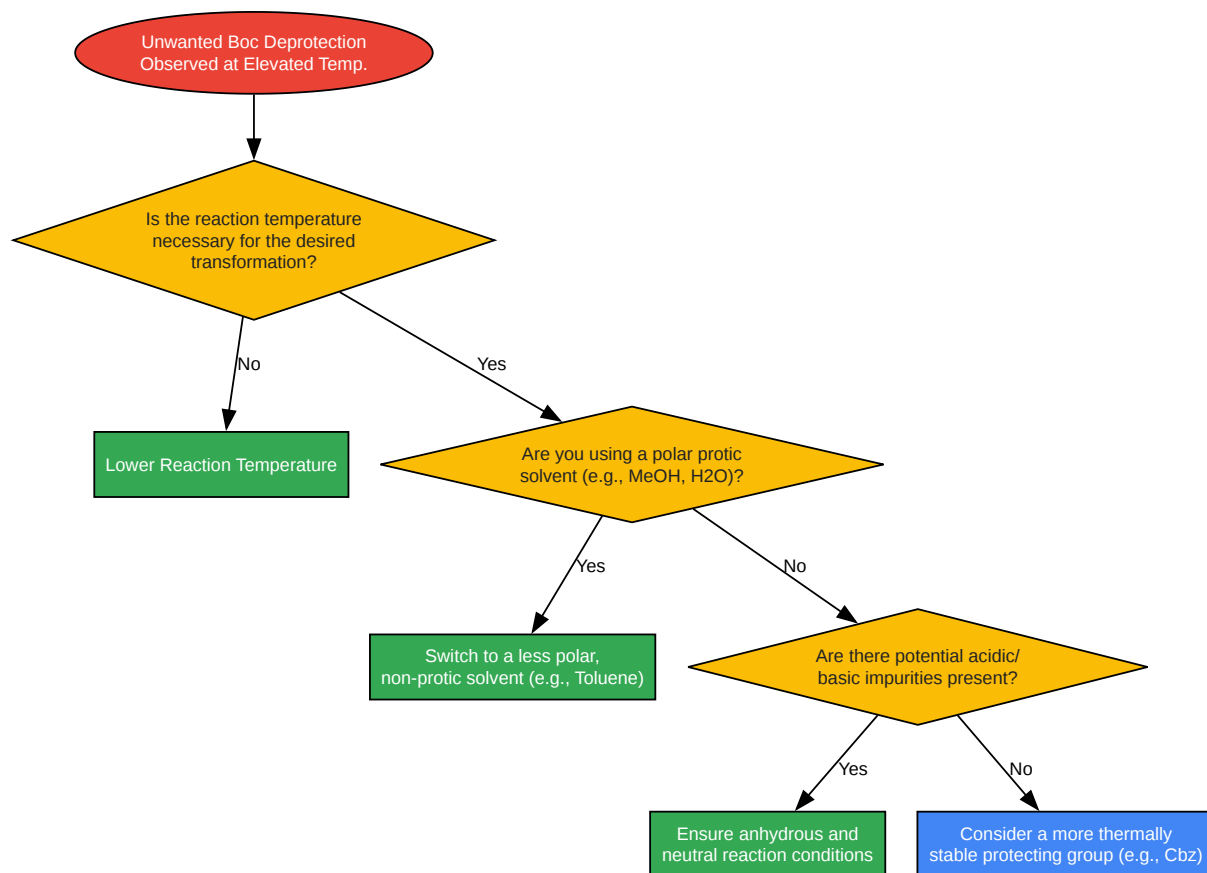 Unwanted Boc Deprotection
Observed at Elevated Temp.
Is the reaction temperature
necessary for the desired
transformation?
No
Yes
Lower Reaction Temperature
Are you using a polar protic
solvent (e.g., MeOH, H2O)?
Yes
No
Switch to a less polar,
non-protic solvent (e.g., Toluene)
Are there potential acidic/
basic impurities present?
Yes
No
Ensure anhydrous and
neutral reaction conditions
Consider a more thermally
stable protecting group (e.g., Cbz)